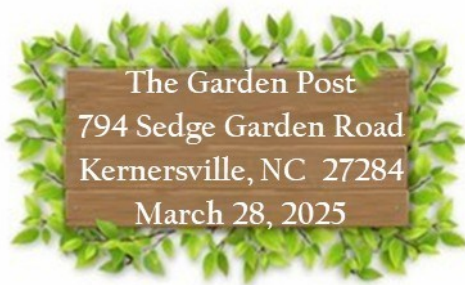 The Garden Post
794 Sedge Garden Road
Kernersville, NC  27284
March 28, 2025